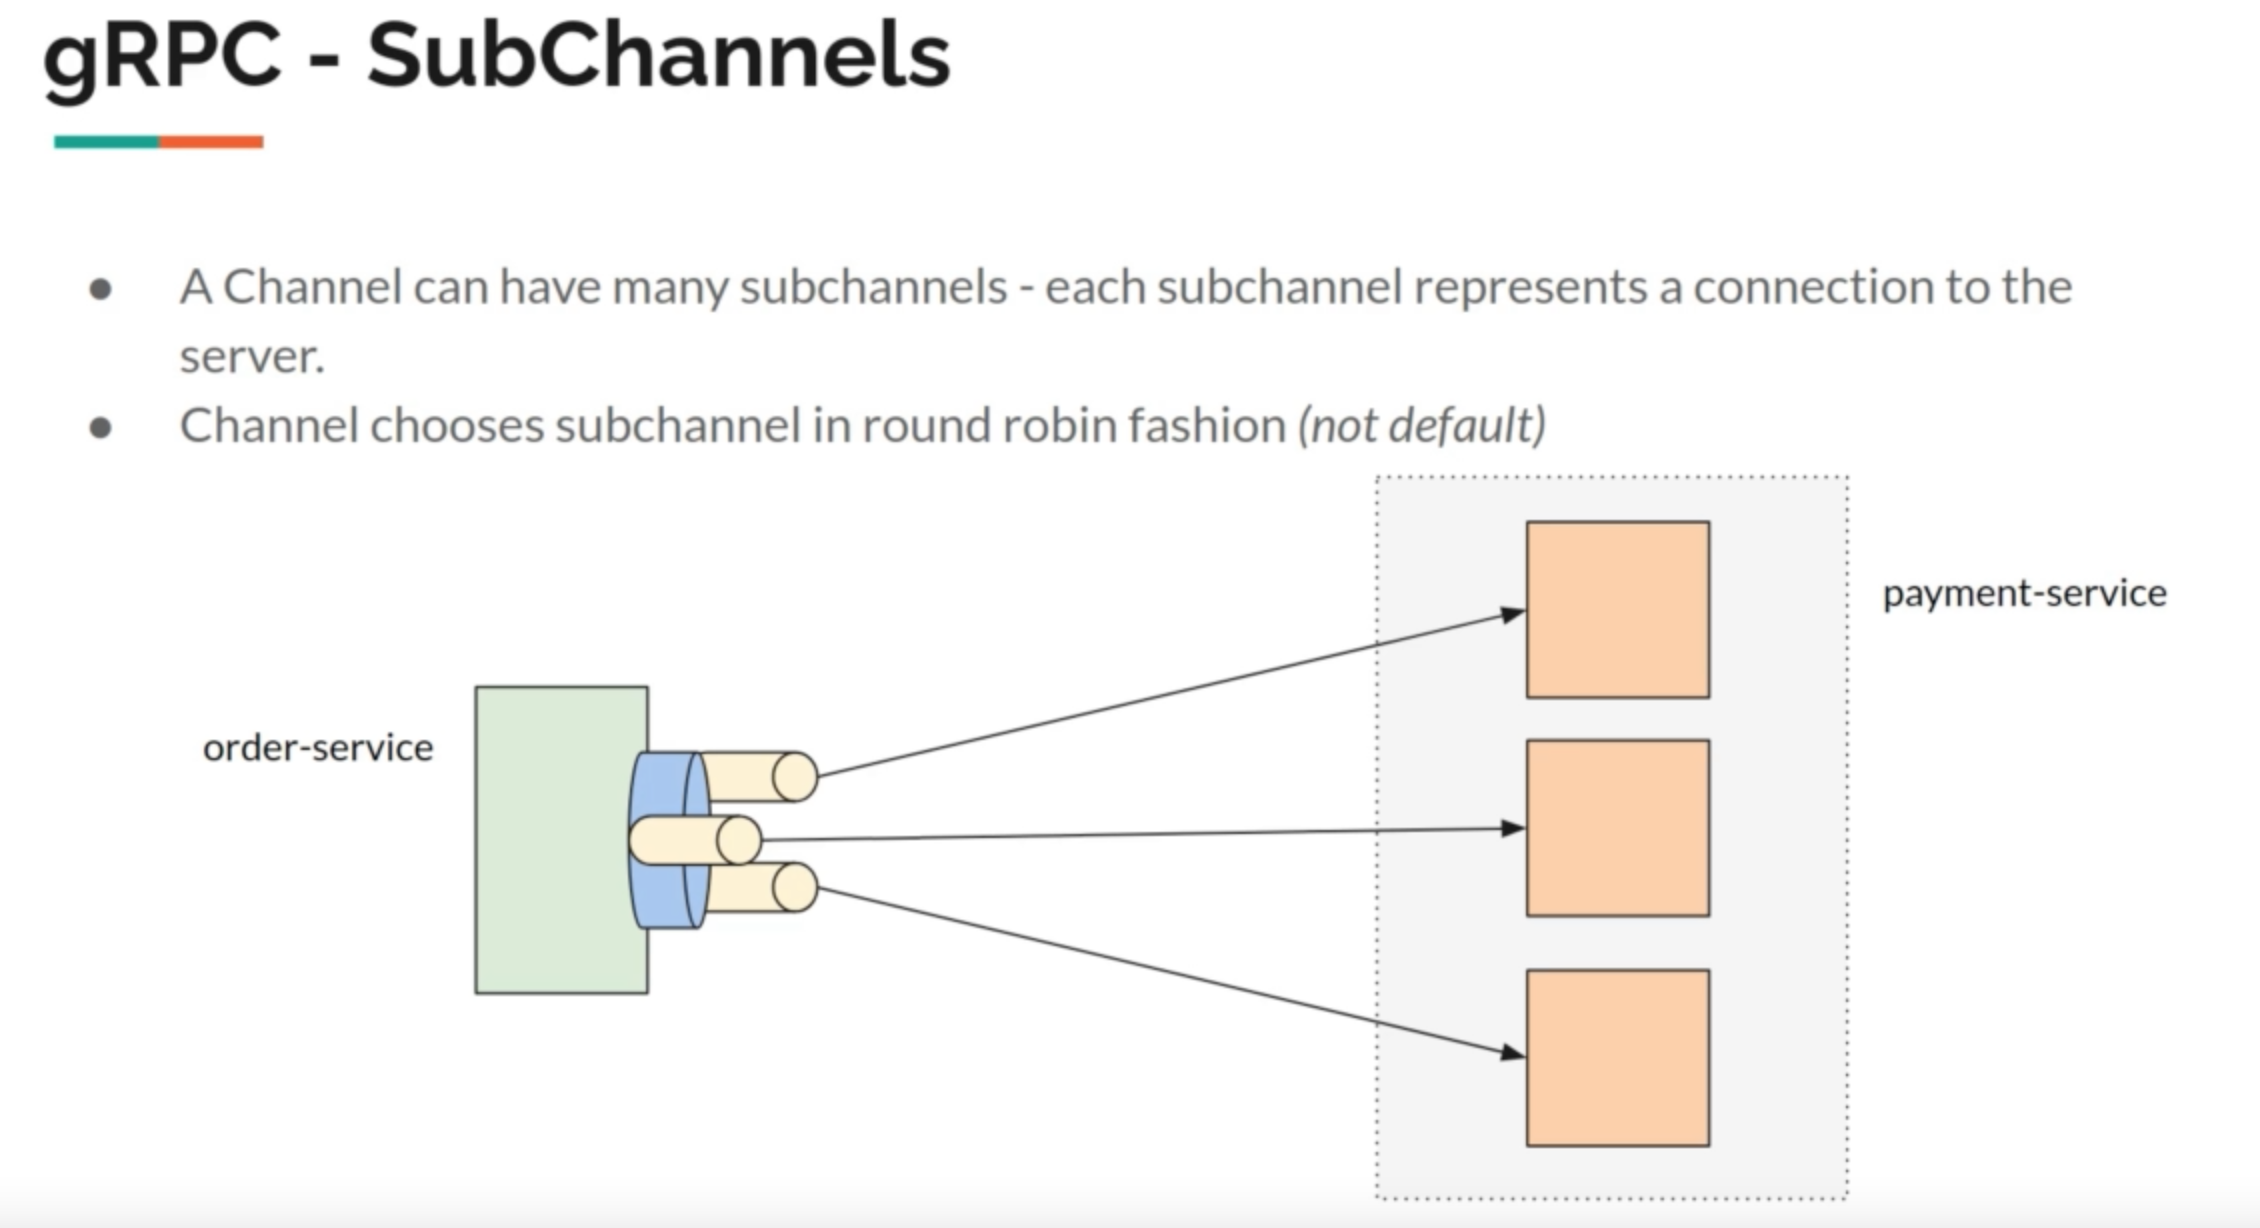 gRPC - SubChannels
● A Channel can have many subchannels - each subchannel represents a connection to the
server.
● Channel chooses subchannel in round robin fashion (not default)
payment-service
order-service